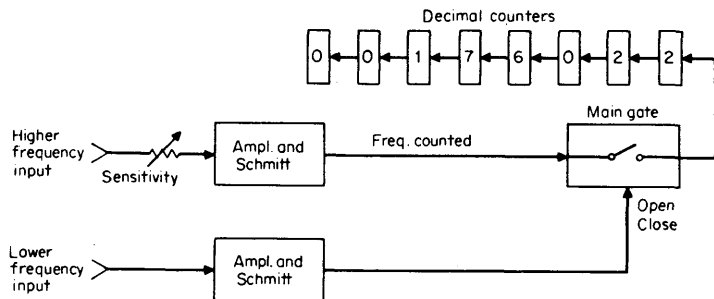 Decimal counters
0 0 1 7 6 0 2 2
Main gate
Higher
frequency
input
Sensitivity
Ampl. and
Schmitt
Freq. counted
Open
Close
Lower
frequency
input
Ampl. and
Schmitt